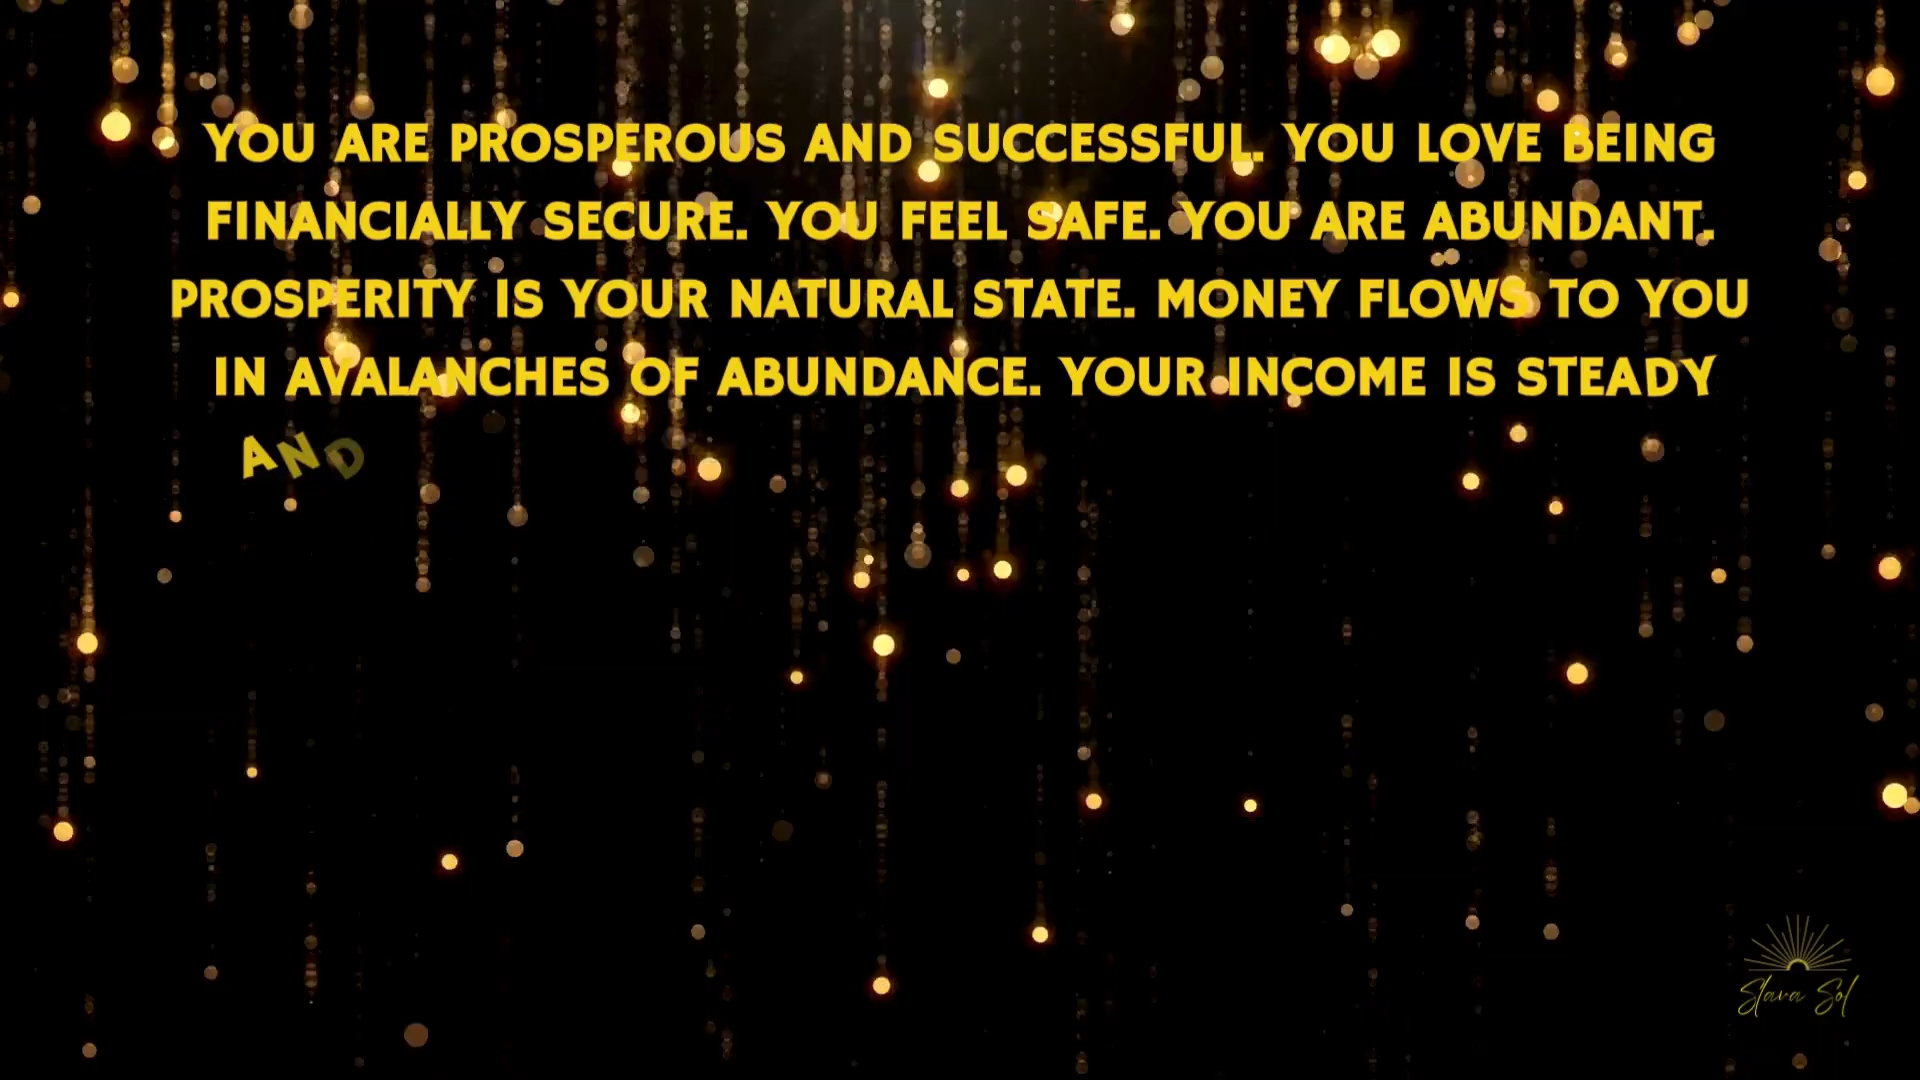 YOU ARE PROSPEROUS AND SUCCESSFUL. YOU LOVE BEING
FINANCIALLY SECURE. YOU FEEL SAFE. YOU ARE ABUNDANT.
PROSPERITY IS YOUR NATURAL STATE. MONEY FLOWS TO YOU
IN AVALANCHES OF ABUNDANCE. YOUR INCOME IS STEADY
AND
Slava Sol